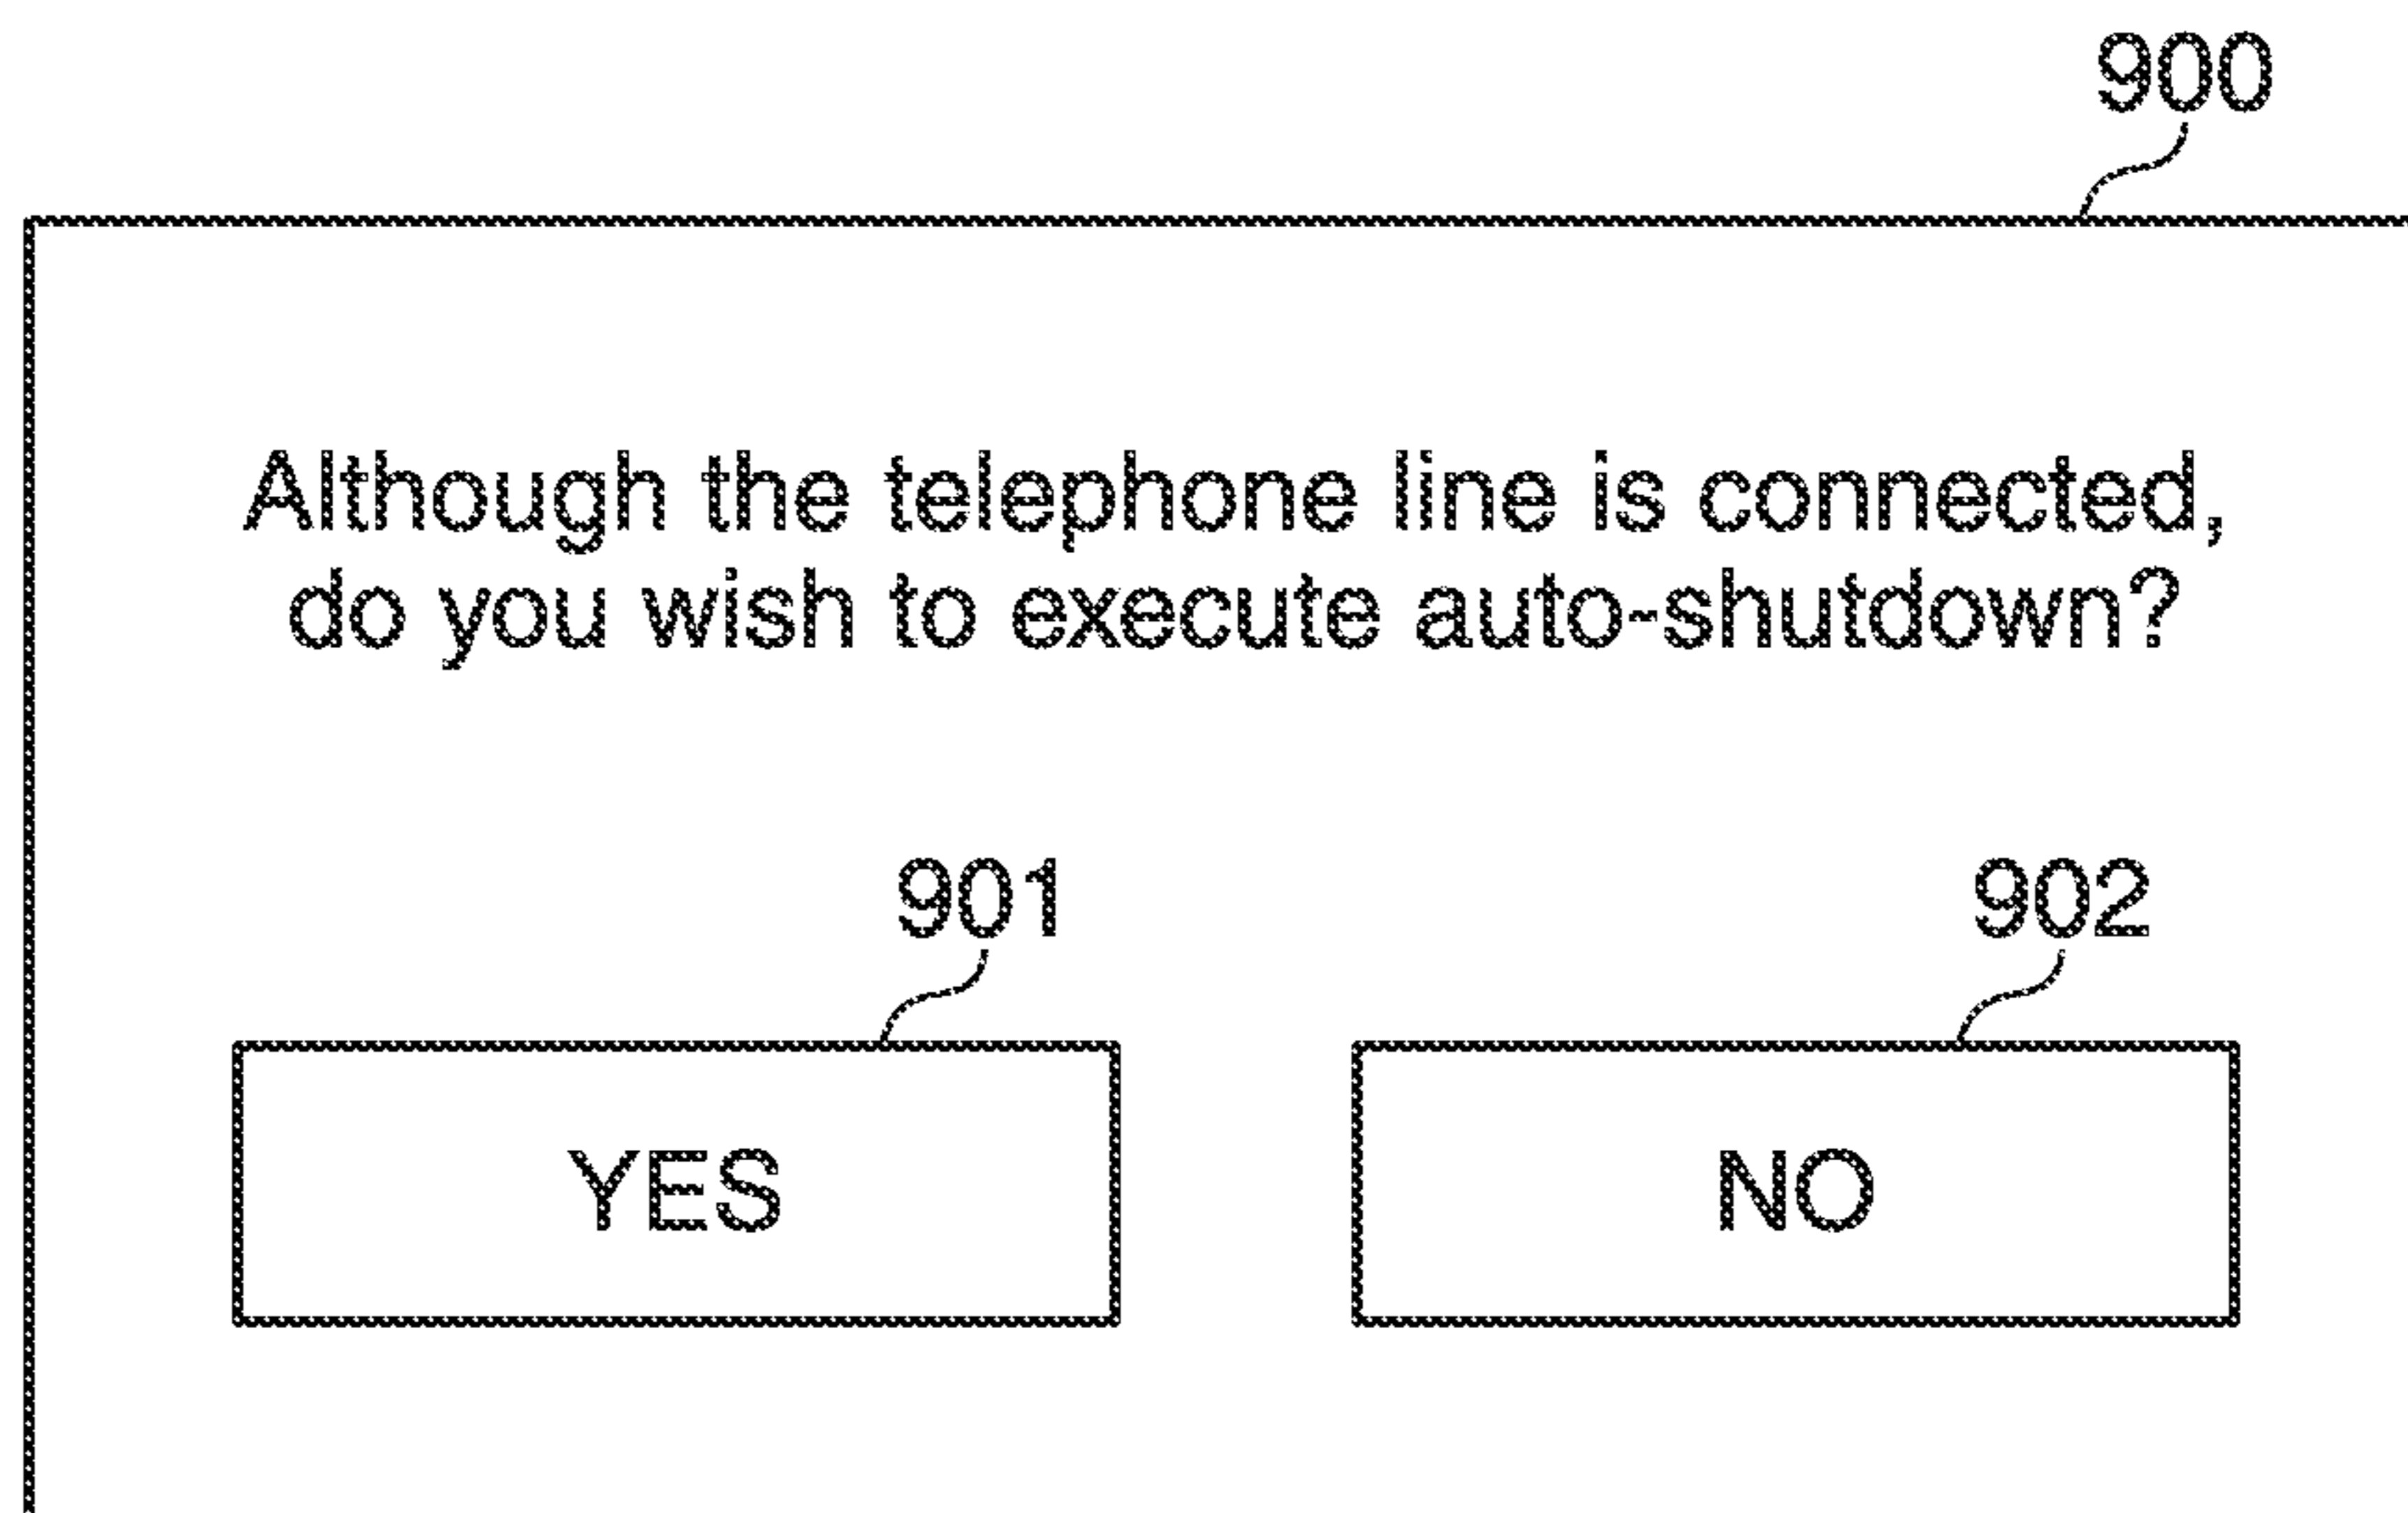 900
Although the telephone line is connected,
do you wish to execute auto-shutdown?
901
902
YES
NO